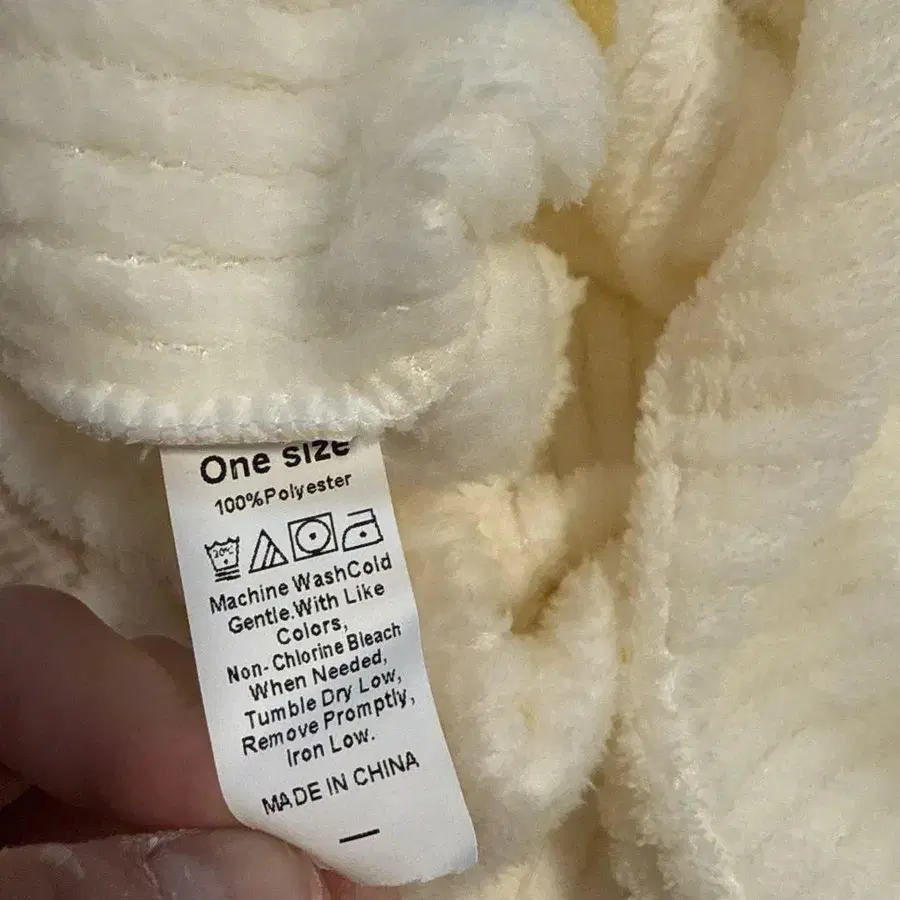 One size
100%Polyester
20°C
Machine WashCold
Gentle.With Like
Colors,
Non-Chlorine Bleach
When Needed,
Tumble Dry Low,
Remove Promptly,
Iron Low.
MADE IN CHINA